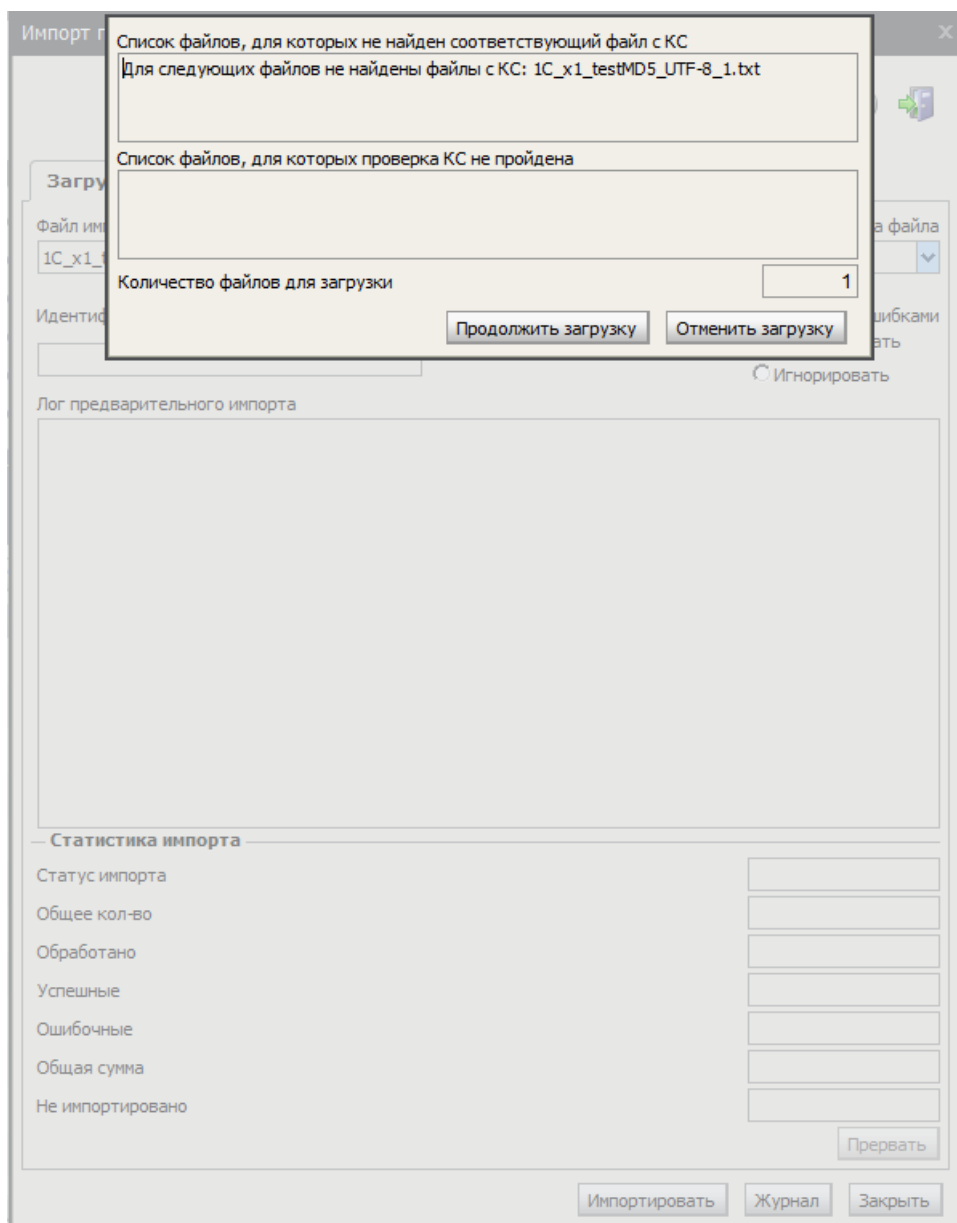 Импорт
Список файлов, для которых не найден соответствующий файл с КС
Для следующих файлов не найдены файлы с КС: 1C_x1_testMD5_UTF-8_1.txt
Список файлов, для которых проверка КС не пройдена
Количество файлов для загрузки
1
Продолжить загрузку
Отменить загрузку
Загру
Файл им
а файла
1C_x1_t
Идентиф
шибками
ать
Игнорировать
Лог предварительного импорта
Статистика импорта
Статус импорта
Общее кол-во
Обработано
Успешные
Ошибочные
Общая сумма
Не импортировано
Прервать
Импортировать
Журнал
Закрыть